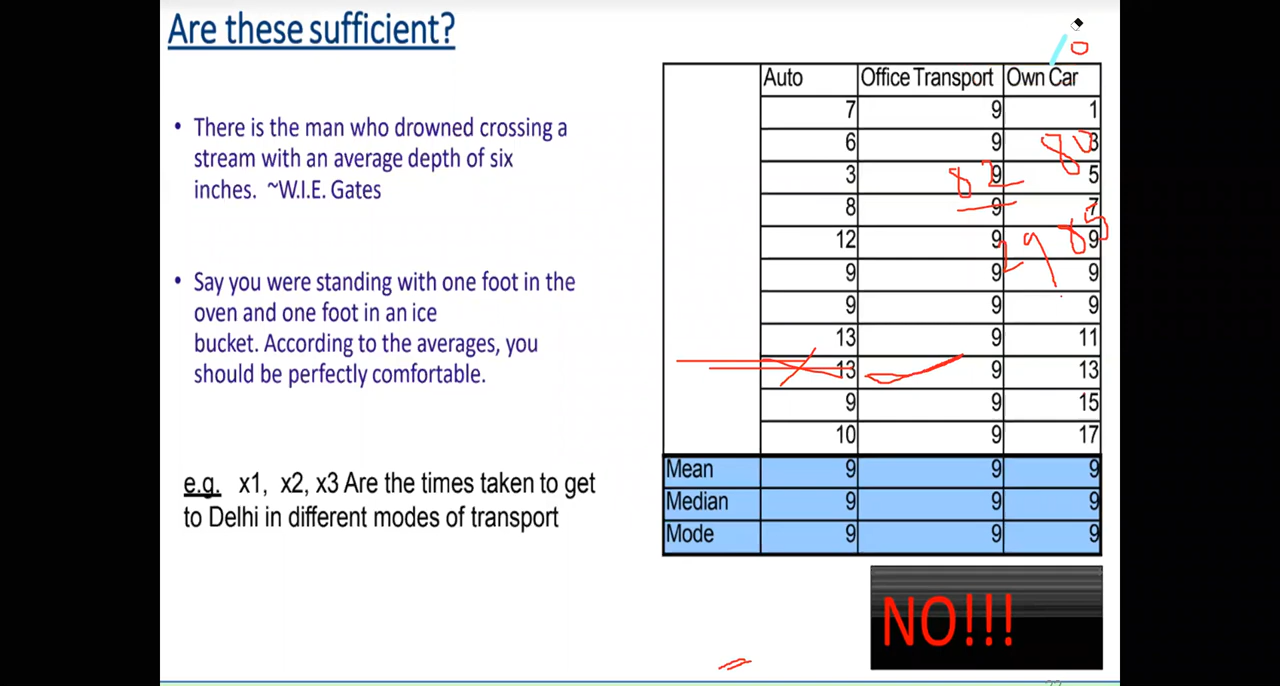 Are these sufficient?
• There is the man who drowned crossing a
stream with an average depth of six
inches. ~W.I.E. Gates
• Say you were standing with one foot in the
oven and one foot in an ice
bucket. According to the averages, you
should be perfectly comfortable.
e.g. x1, x2, x3 Are the times taken to get
to Delhi in different modes of transport
Auto Office Transport Own Car
7 9 1
6 9 3
3 9 5
8 9 7
12 9 9
9 9 9
9 9 9
13 9 11
13 9 13
9 9 15
10 9 17
Mean 9 9 9
Median 9 9 9
Mode 9 9 9
80
82
85
29
NO!!!